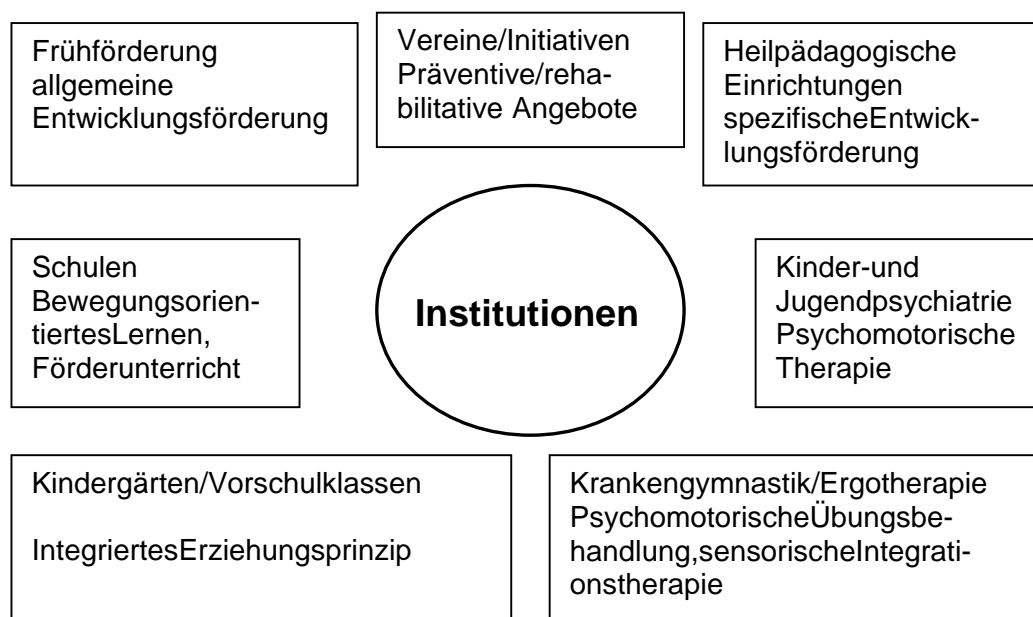 Frühförderung
allgemeine
Entwicklungsförderung
Vereine/Initiativen
Präventive/reha-
bilitative Angebote
Heilpädagogische
Einrichtungen
spezifischeEntwick-
lungsförderung
Schulen
Bewegungsorien-
tiertesLernen,
Förderunterricht
Institutionen
Kinder-und
Jugendpsychiatrie
Psychomotorische
Therapie
Kindergärten/Vorschulklassen
IntegriertesErziehungsprinzip
Krankengymnastik/Ergotherapie
PsychomotorischeÜbungsbe-
handlung,sensorischeIntegrati-
onstherapie